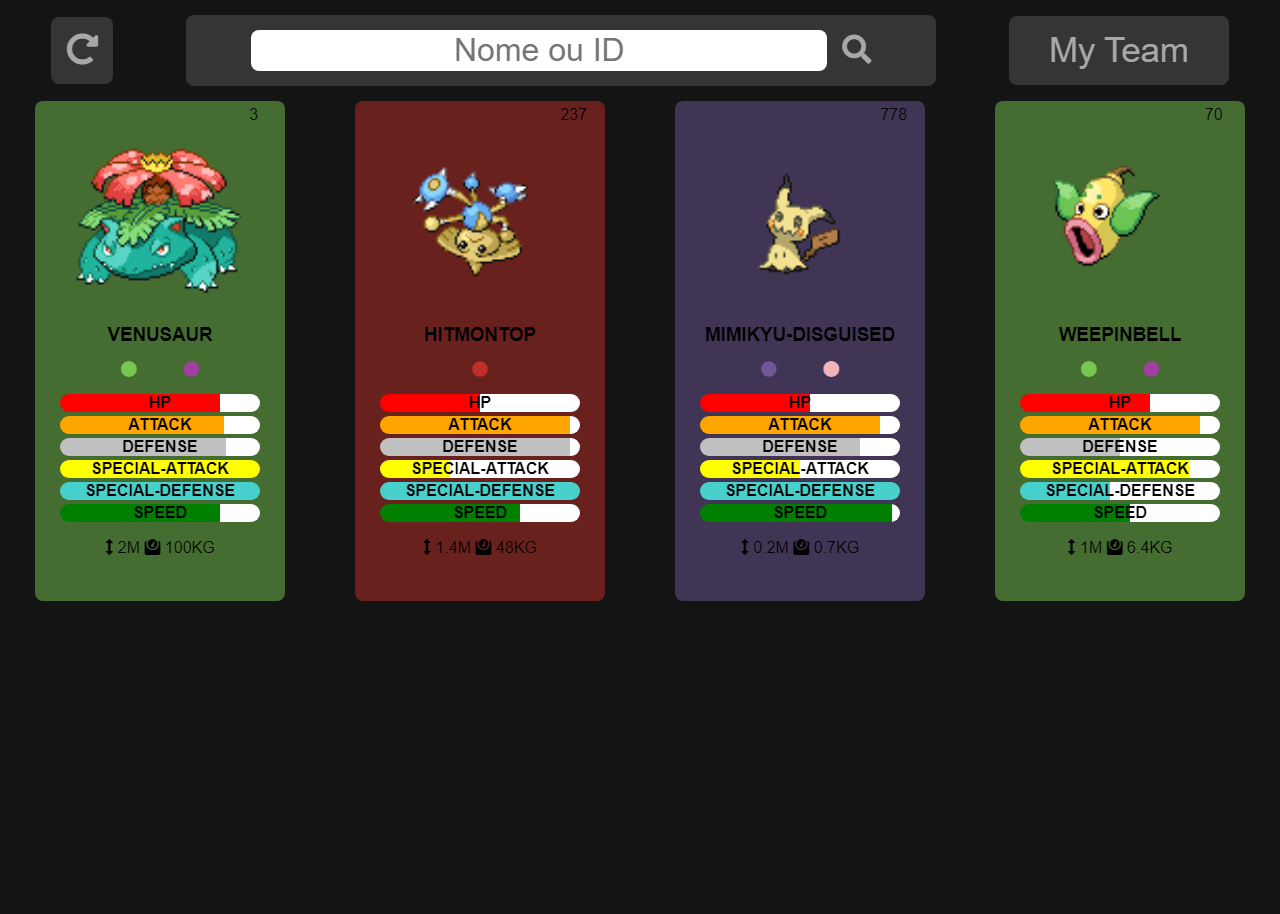 Nome ou ID
My Team
3
VENUSAUR
HP
ATTACK
DEFENSE
SPECIAL-ATTACK
SPECIAL-DEFENSE
SPEED
2M 100KG
237
HITMONTOP
HP
ATTACK
DEFENSE
SPECIAL-ATTACK
SPECIAL-DEFENSE
SPEED
1.4M 48KG
778
MIMIKYU-DISGUISED
HP
ATTACK
DEFENSE
SPECIAL-ATTACK
SPECIAL-DEFENSE
SPEED
0.2M 0.7KG
70
WEEPINBELL
HP
ATTACK
DEFENSE
SPECIAL-ATTACK
SPECIAL-DEFENSE
SPEED
1M 6.4KG